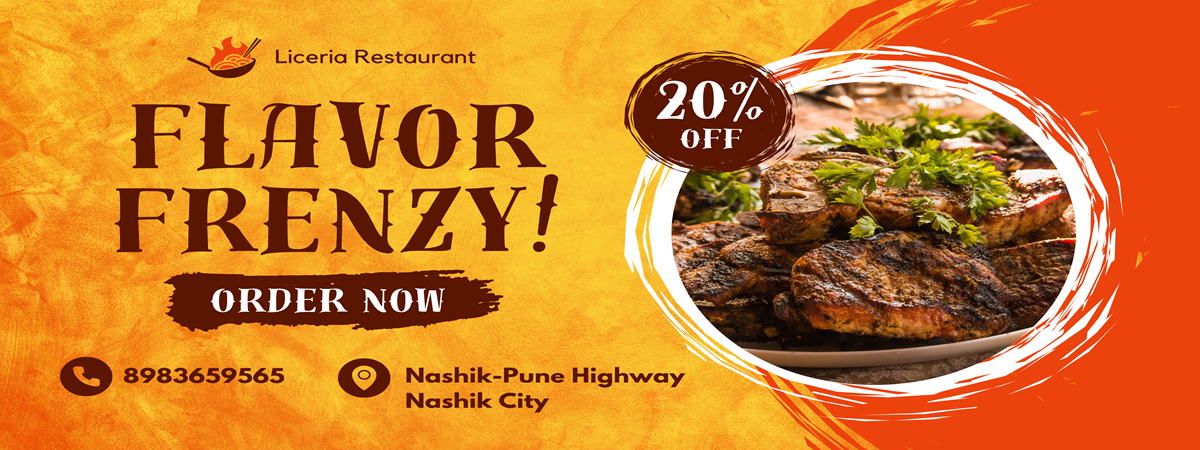 Liceria Restaurant
FLAVOR
FRENZY!
ORDER NOW
8983659565
Nashik-Pune Highway
Nashik City
20%
OFF